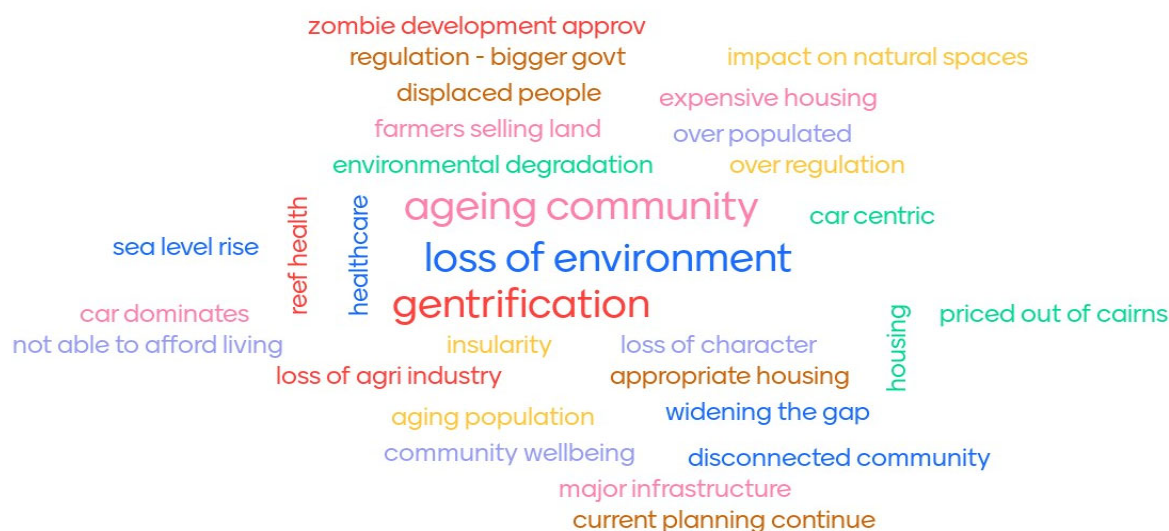 zombie development approv
regulation - bigger govt
impact on natural spaces
displaced people
expensive housing
farmers selling land
over populated
environmental degradation
over regulation
ageing community
car centric
sea level rise
reef health
healthcare
loss of environment
gentrification
car dominates
housing
priced out of cairns
not able to afford living
insularity
loss of character
loss of agri industry
appropriate housing
aging population
widening the gap
community wellbeing
disconnected community
major infrastructure
current planning continue